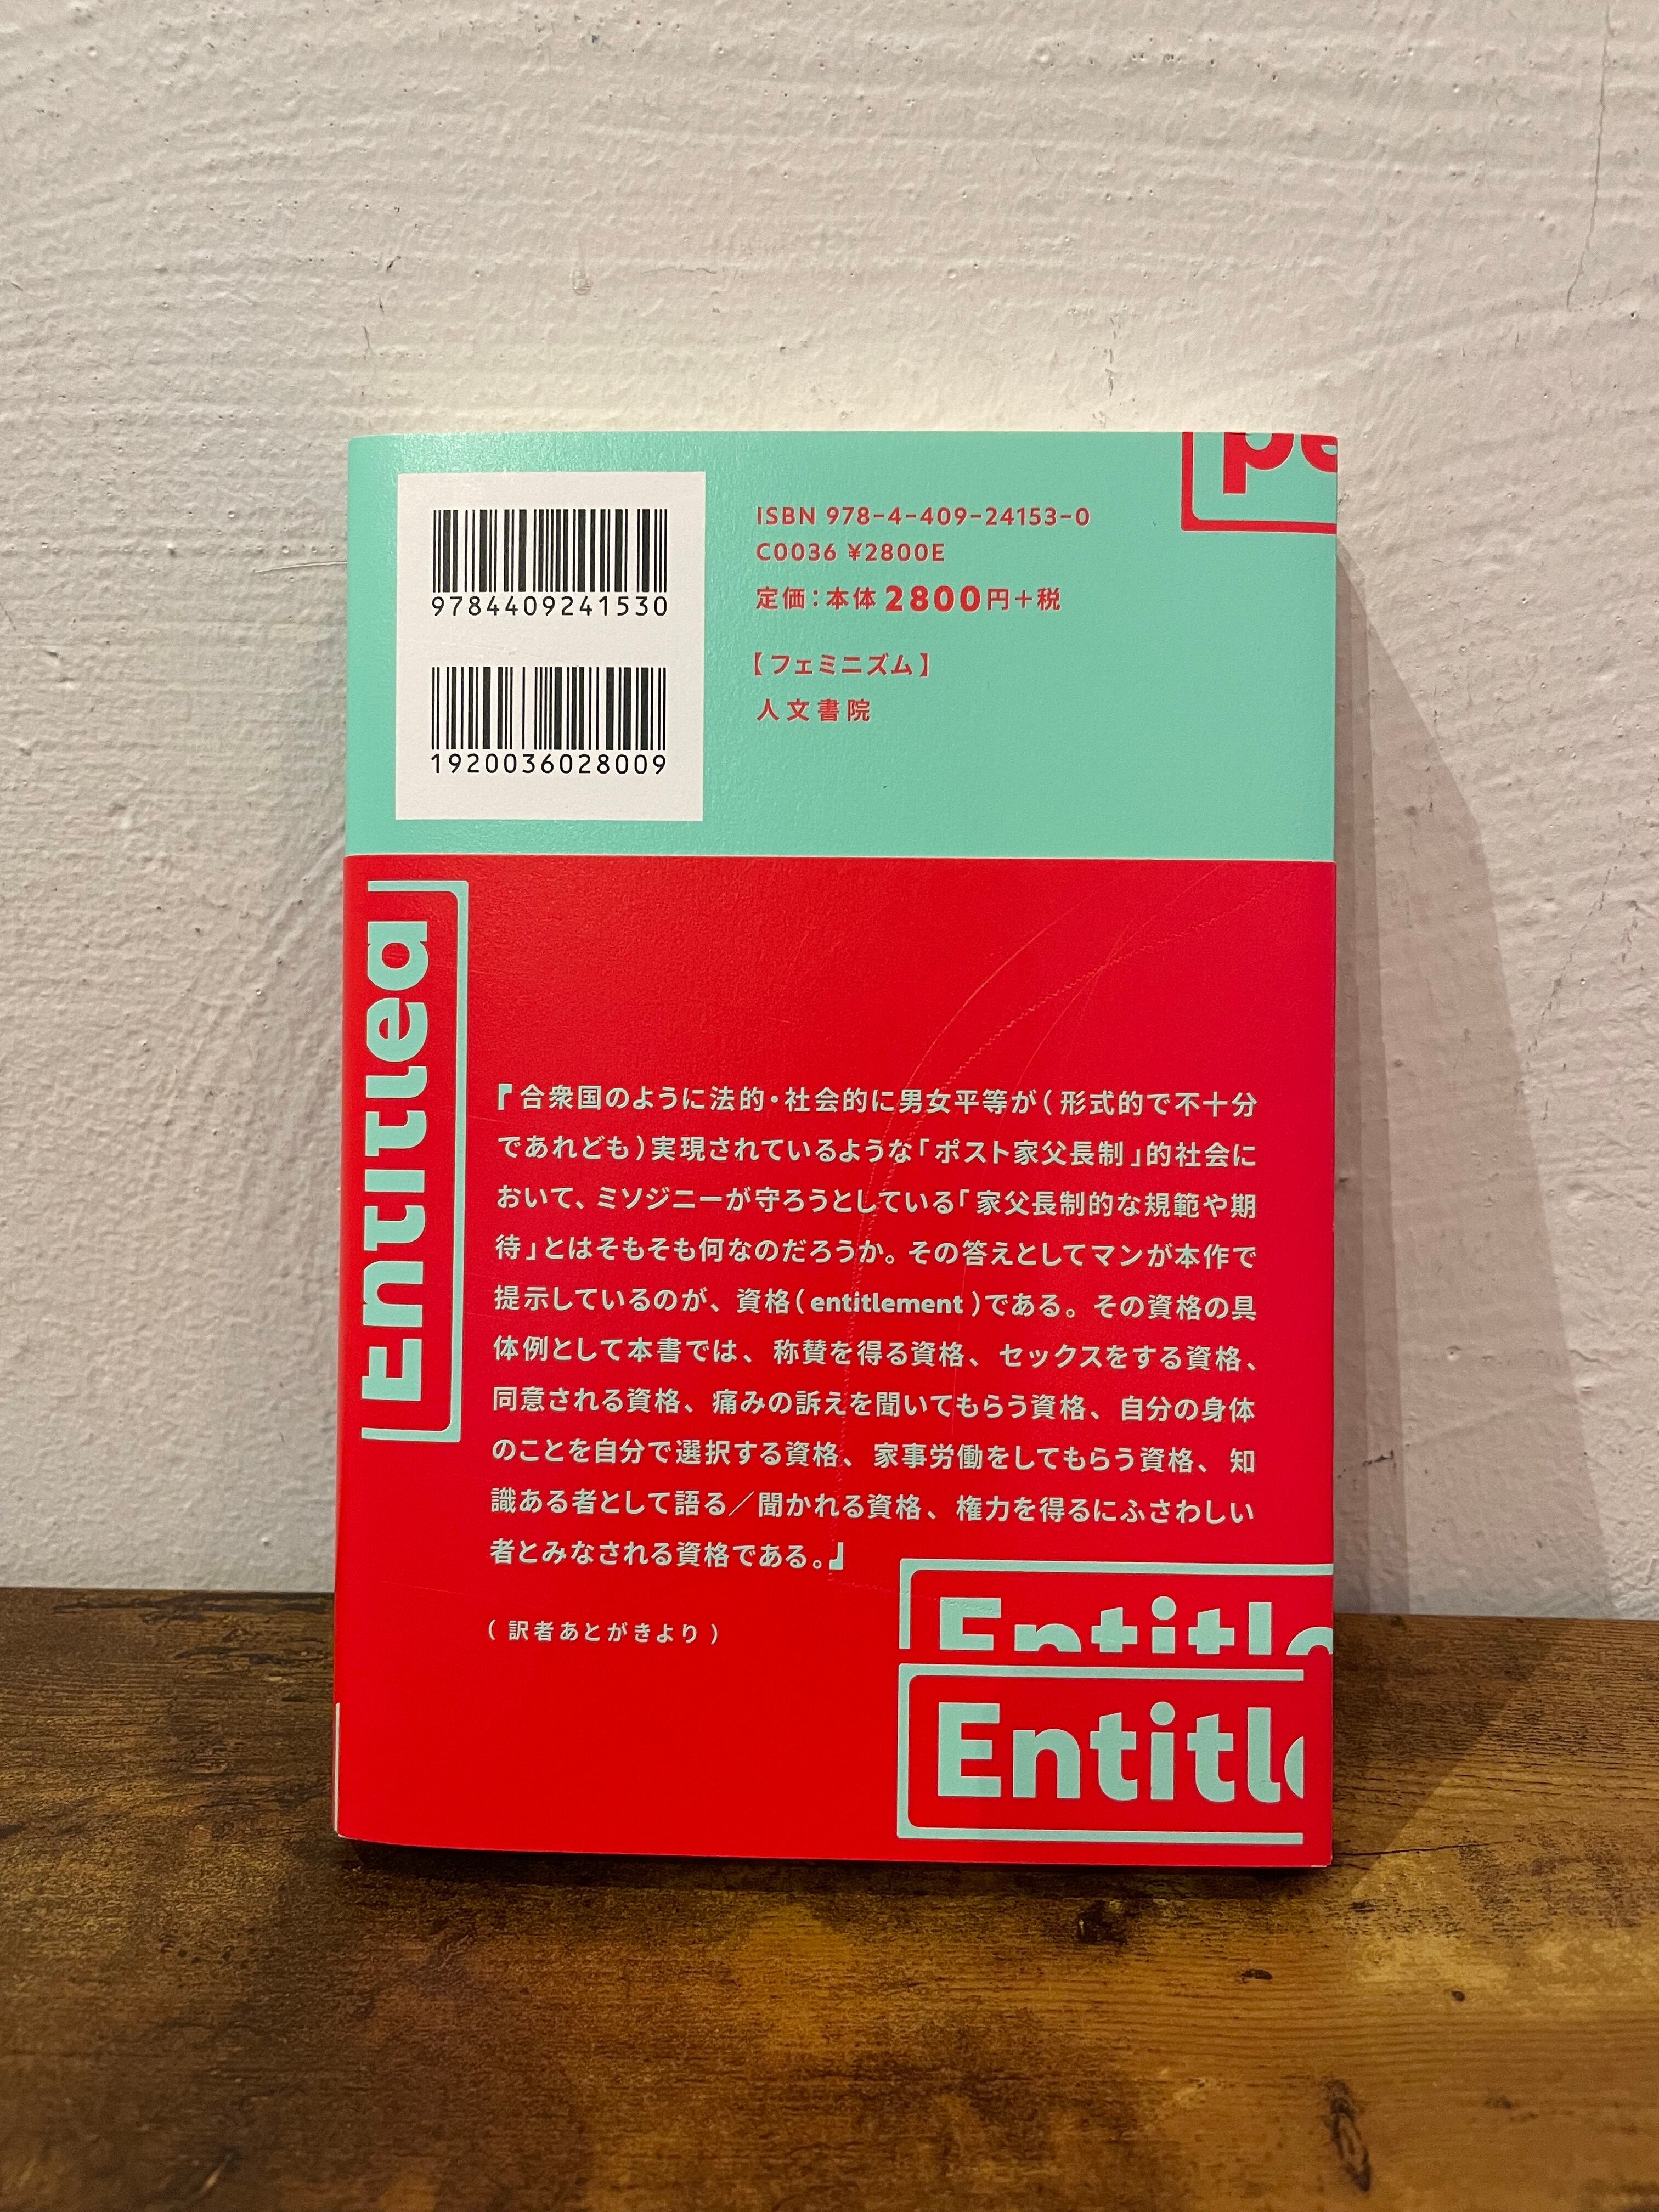 pe
9784409241530
1920036028009
ISBN 978-4-409-24153-0
C0036 ¥2800E
定価：本体2800円＋税
【フェミニズム】
人文書院
『合衆国のように法的・社会的に男女平等が（形式的で不十分
であれども）実現されているような「ポスト家父長制」的社会に
おいて、ミソジニーが守ろうとしている「家父長制的な規範や期
待」とはそもそも何なのだろうか。その答えとしてマンが本作で
提示しているのが、資格（entitlement）である。その資格の具
体例として本書では、称賛を得る資格、セックスをする資格、
同意される資格、痛みの訴えを聞いてもらう資格、自分の身体
のことを自分で選択する資格、家事労働をしてもらう資格、知
識ある者として語る／聞かれる資格、権力を得るにふさわしい
者とみなされる資格である。』
（訳者あとがきより）
Entitle
Entitle